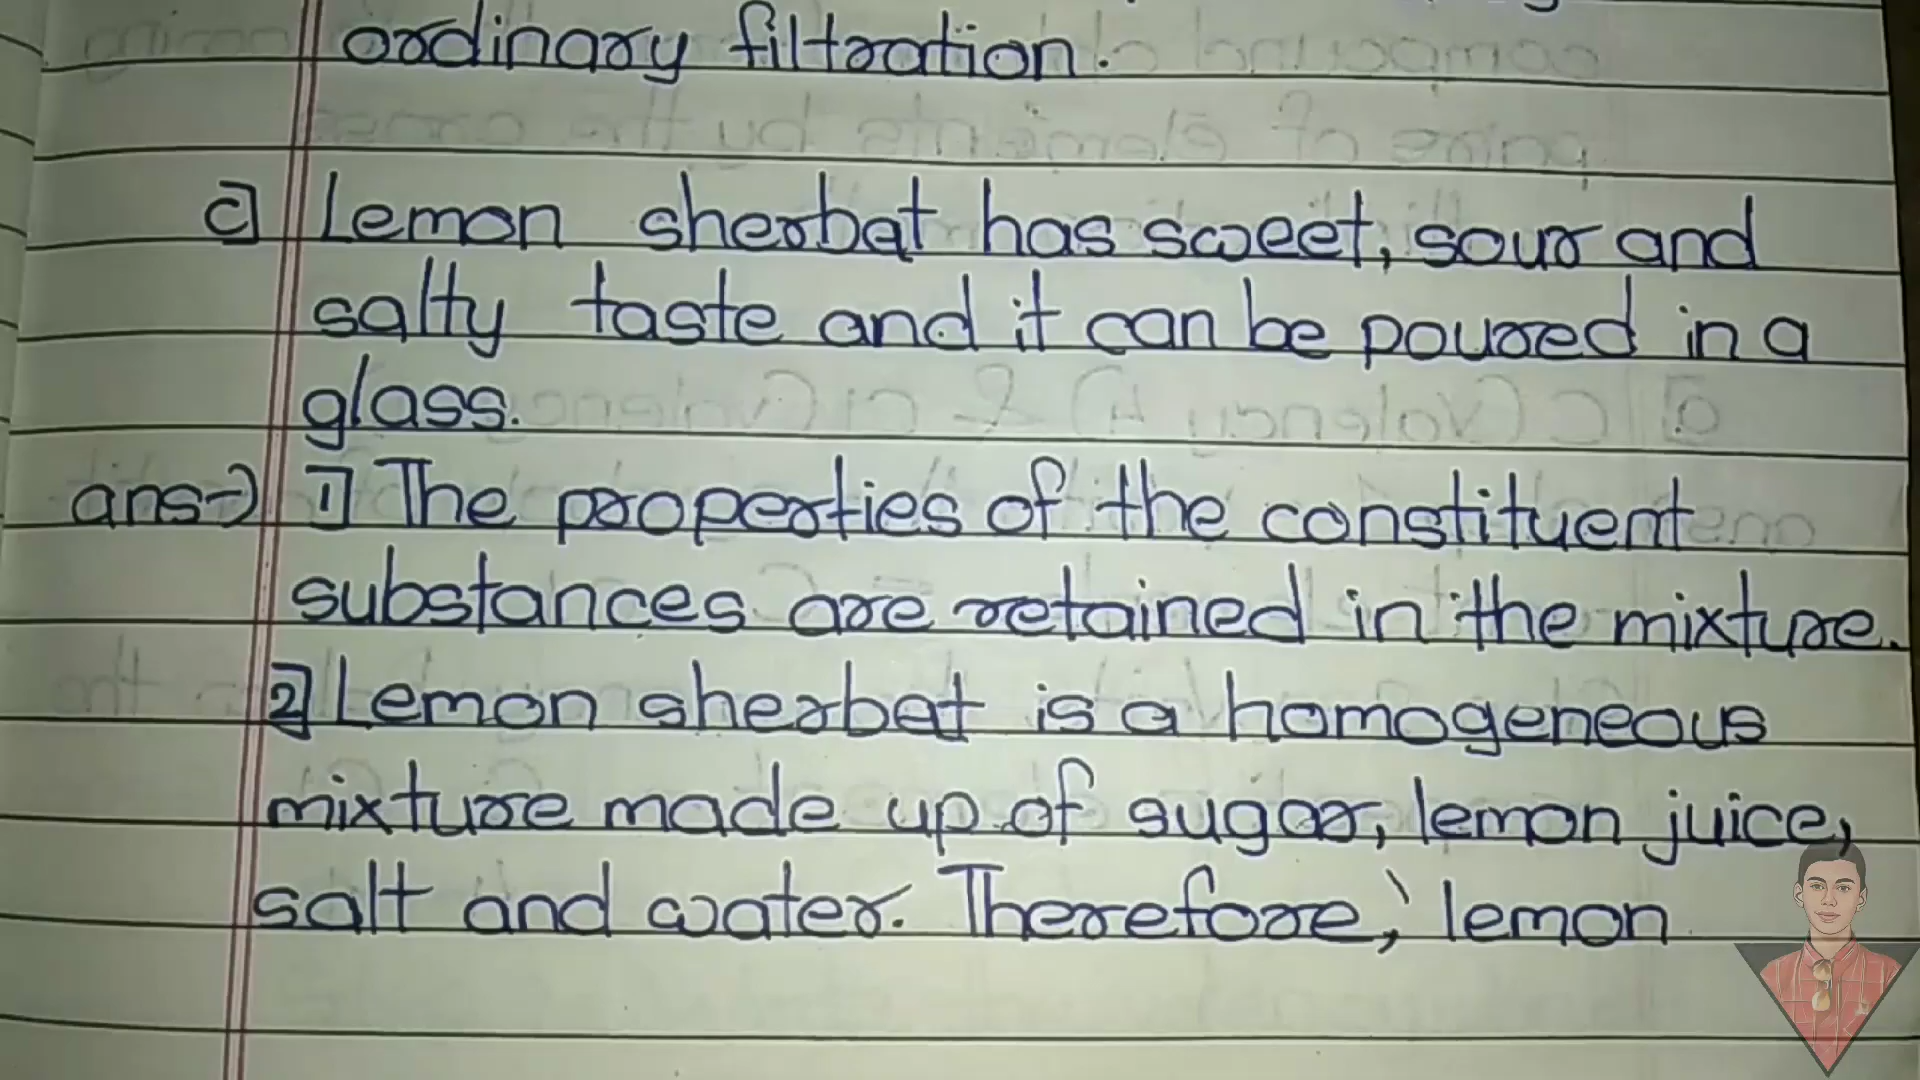 ordinary filtration.
c] Lemon sherbat has sweet, sour and
salty taste and it can be poured in a
glass.
ans→ 1] The properties of the constituent
substances are retained in the mixture.
2] Lemon sherbat is a homogeneous
mixture made up of sugar, lemon juice,
salt and water. Therefore, lemon